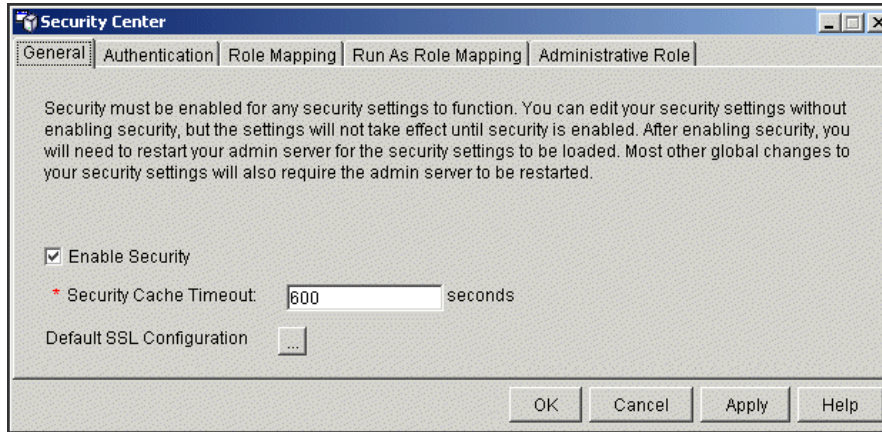 Security Center
General Authentication Role Mapping Run As Role Mapping Administrative Role
Security must be enabled for any security settings to function. You can edit your security settings without
enabling security, but the settings will not take effect until security is enabled. After enabling security, you
will need to restart your admin server for the security settings to be loaded. Most other global changes to
your security settings will also require the admin server to be restarted.
Enable Security
* Security Cache Timeout: 600 seconds
Default SSL Configuration ...
OK Cancel Apply Help